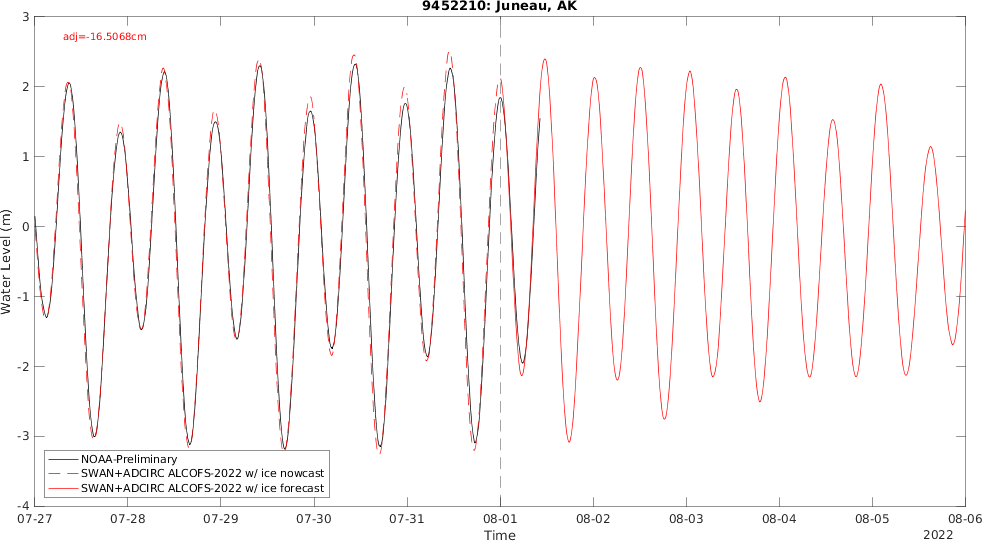 9452210: Juneau, AK
adj=-16.5068cm
3
2
1
0
-1
-2
-3
-4
Water Level (m)
NOAA-Preliminary
SWAN+ADCIRC ALCOFS-2022 w/ ice nowcast
SWAN+ADCIRC ALCOFS-2022 w/ ice forecast
07-27 07-28 07-29 07-30 07-31 08-01 08-02 08-03 08-04 08-05 08-06
Time
2022